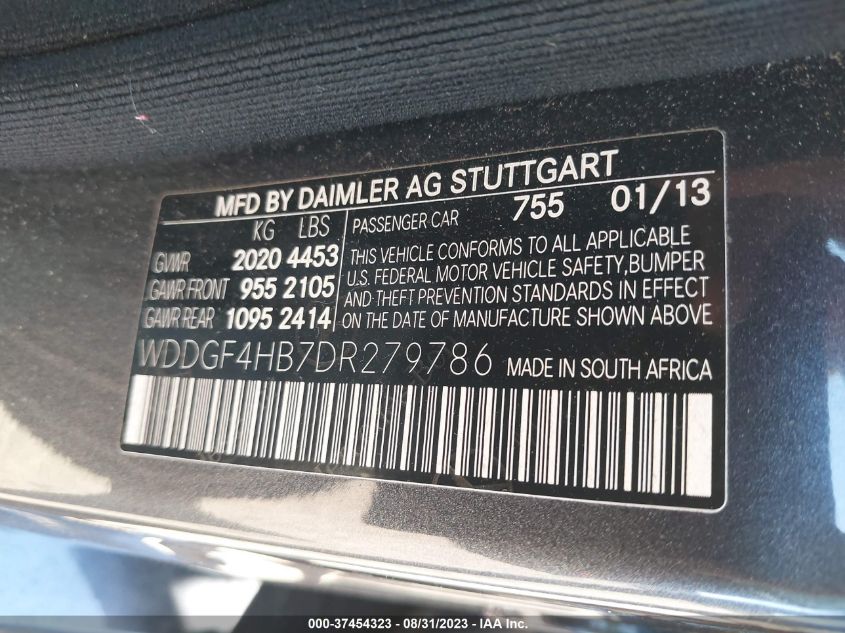 MFD BY DAIMLER AG STUTTGART
KG LBS
GVWR 2020 4453
GAWR FRONT 955 2105
GAWR REAR 1095 2414
PASSENGER CAR 755 01/13
THIS VEHICLE CONFORMS TO ALL APPLICABLE
U.S. FEDERAL MOTOR VEHICLE SAFETY,BUMPER
AND THEFT PREVENTION STANDARDS IN EFFECT
ON THE DATE OF MANUFACTURE SHOWN ABOVE
WDDGF4HB7DR279786 MADE IN SOUTH AFRICA
000-37454323 - 08/31/2023 - IAA Inc.